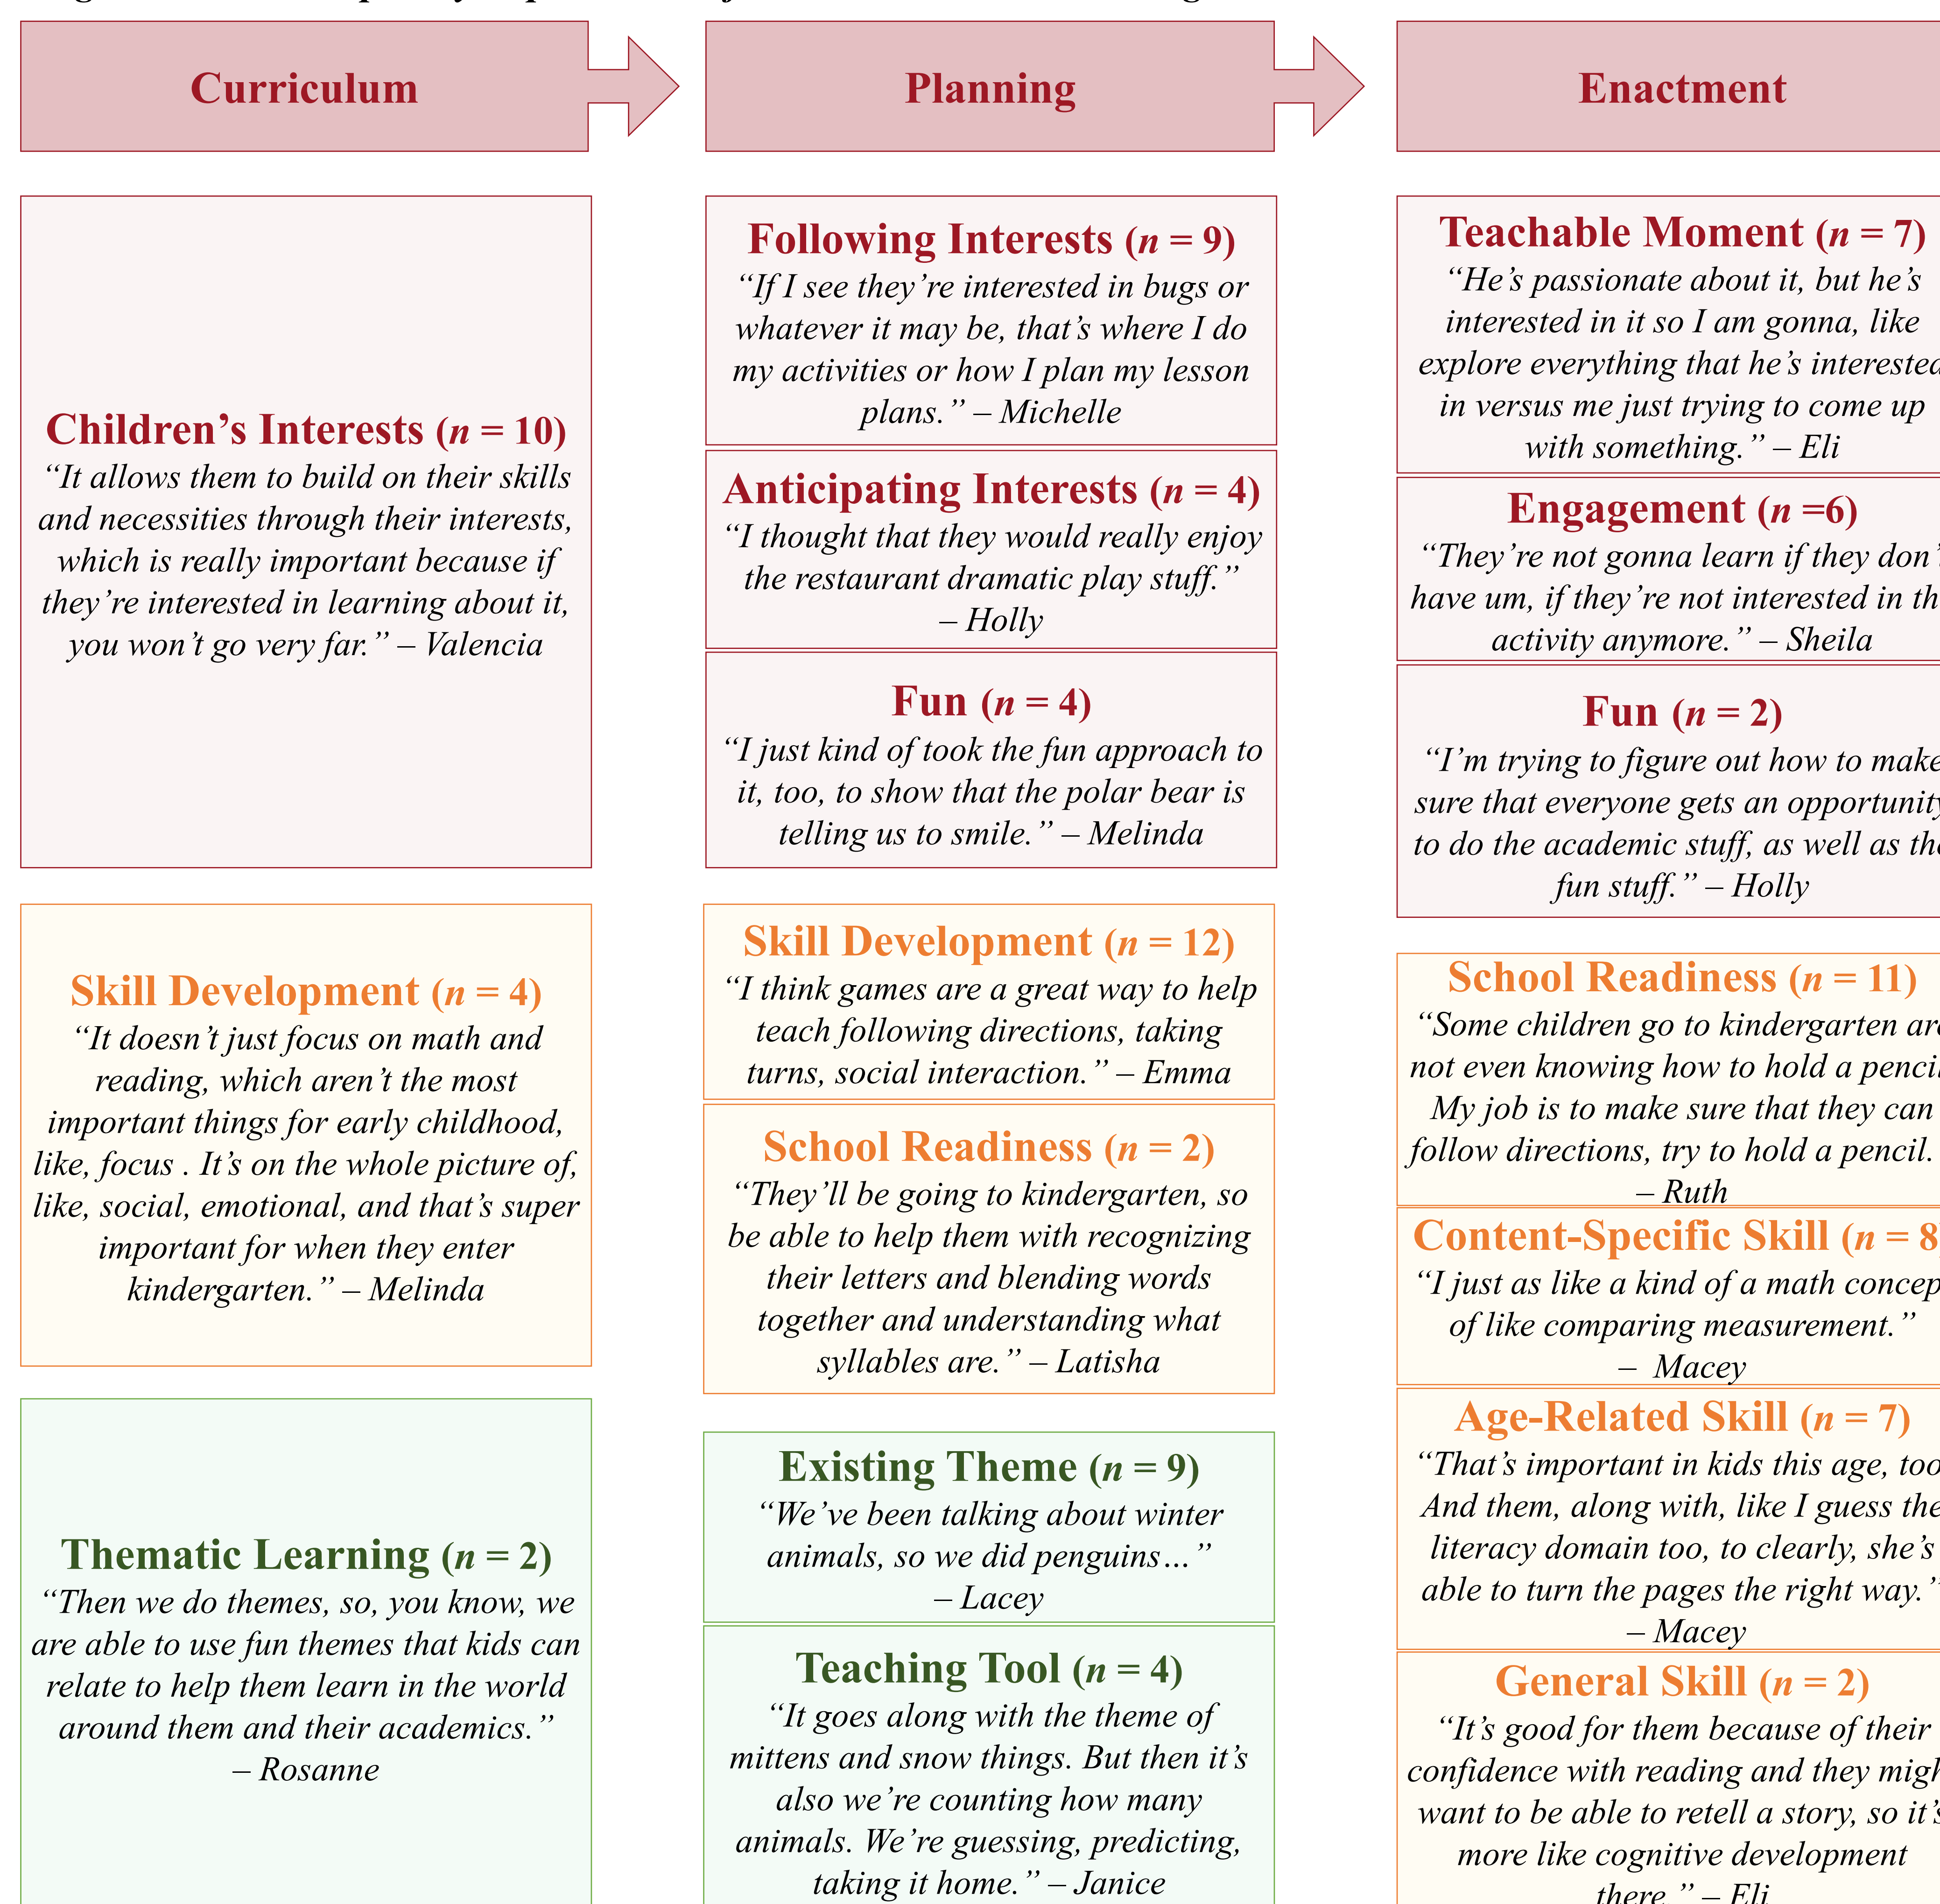 Curriculum
Planning
Enactment
Children’s Interests (n = 10)
“It allows them to build on their skills
and necessities through their interests,
which is really important because if
they’re interested in learning about it,
you won’t go very far.” – Valencia
Skill Development (n = 4)
“It doesn’t just focus on math and
reading, which aren’t the most
important things for early childhood,
like, focus . It’s on the whole picture of,
like, social, emotional, and that’s super
important for when they enter
kindergarten.” – Melinda
Thematic Learning (n = 2)
“Then we do themes, so, you know, we
are able to use fun themes that kids can
relate to help them learn in the world
around them and their academics.”
– Rosanne
Following Interests (n = 9)
“If I see they’re interested in bugs or
whatever it may be, that’s where I do
my activities or how I plan my lesson
plans.” – Michelle
Anticipating Interests (n = 4)
“I thought that they would really enjoy
the restaurant dramatic play stuff.”
– Holly
Fun (n = 4)
“I just kind of took the fun approach to
it, too, to show that the polar bear is
telling us to smile.” – Melinda
Skill Development (n = 12)
“I think games are a great way to help
teach following directions, taking
turns, social interaction.” – Emma
School Readiness (n = 2)
“They’ll be going to kindergarten, so
be able to help them with recognizing
their letters and blending words
together and understanding what
syllables are.” – Latisha
Existing Theme (n = 9)
“We’ve been talking about winter
animals, so we did penguins…”
– Lacey
Teaching Tool (n = 4)
“It goes along with the theme of
mittens and snow things. But then it’s
also we’re counting how many
animals. We’re guessing, predicting,
taking it home.” – Janice
Teachable Moment (n = 7)
“He’s passionate about it, but he’s
interested in it so I am gonna, like
explore everything that he’s interested
in versus me just trying to come up
with something.” – Eli
Engagement (n =6)
“They’re not gonna learn if they don’t
have um, if they’re not interested in
activity anymore.” – Sheila
Fun (n = 2)
“I’m trying to figure out how to make
sure that everyone gets an opportunity
to do the academic stuff, as well as the
fun stuff.” – Holly
School Readiness (n = 11)
“Some children go to kindergarten are
not even knowing how to hold a pencil
My job is to make sure that they can
follow directions, try to hold a pencil.
– Ruth
Content-Specific Skill (n = 8)
“I just as like a kind of a math concep
of like comparing measurement.”
– Macey
Age-Related Skill (n = 7)
“That’s important in kids this age, too
And them, along with, like I guess the
literacy domain too, to clearly, she’s
able to turn the pages the right way.”
– Macey
General Skill (n = 2)
“It’s good for them because of their
confidence with reading and they migh
want to be able to retell a story, so it’s
more like cognitive development
there.” – Eli